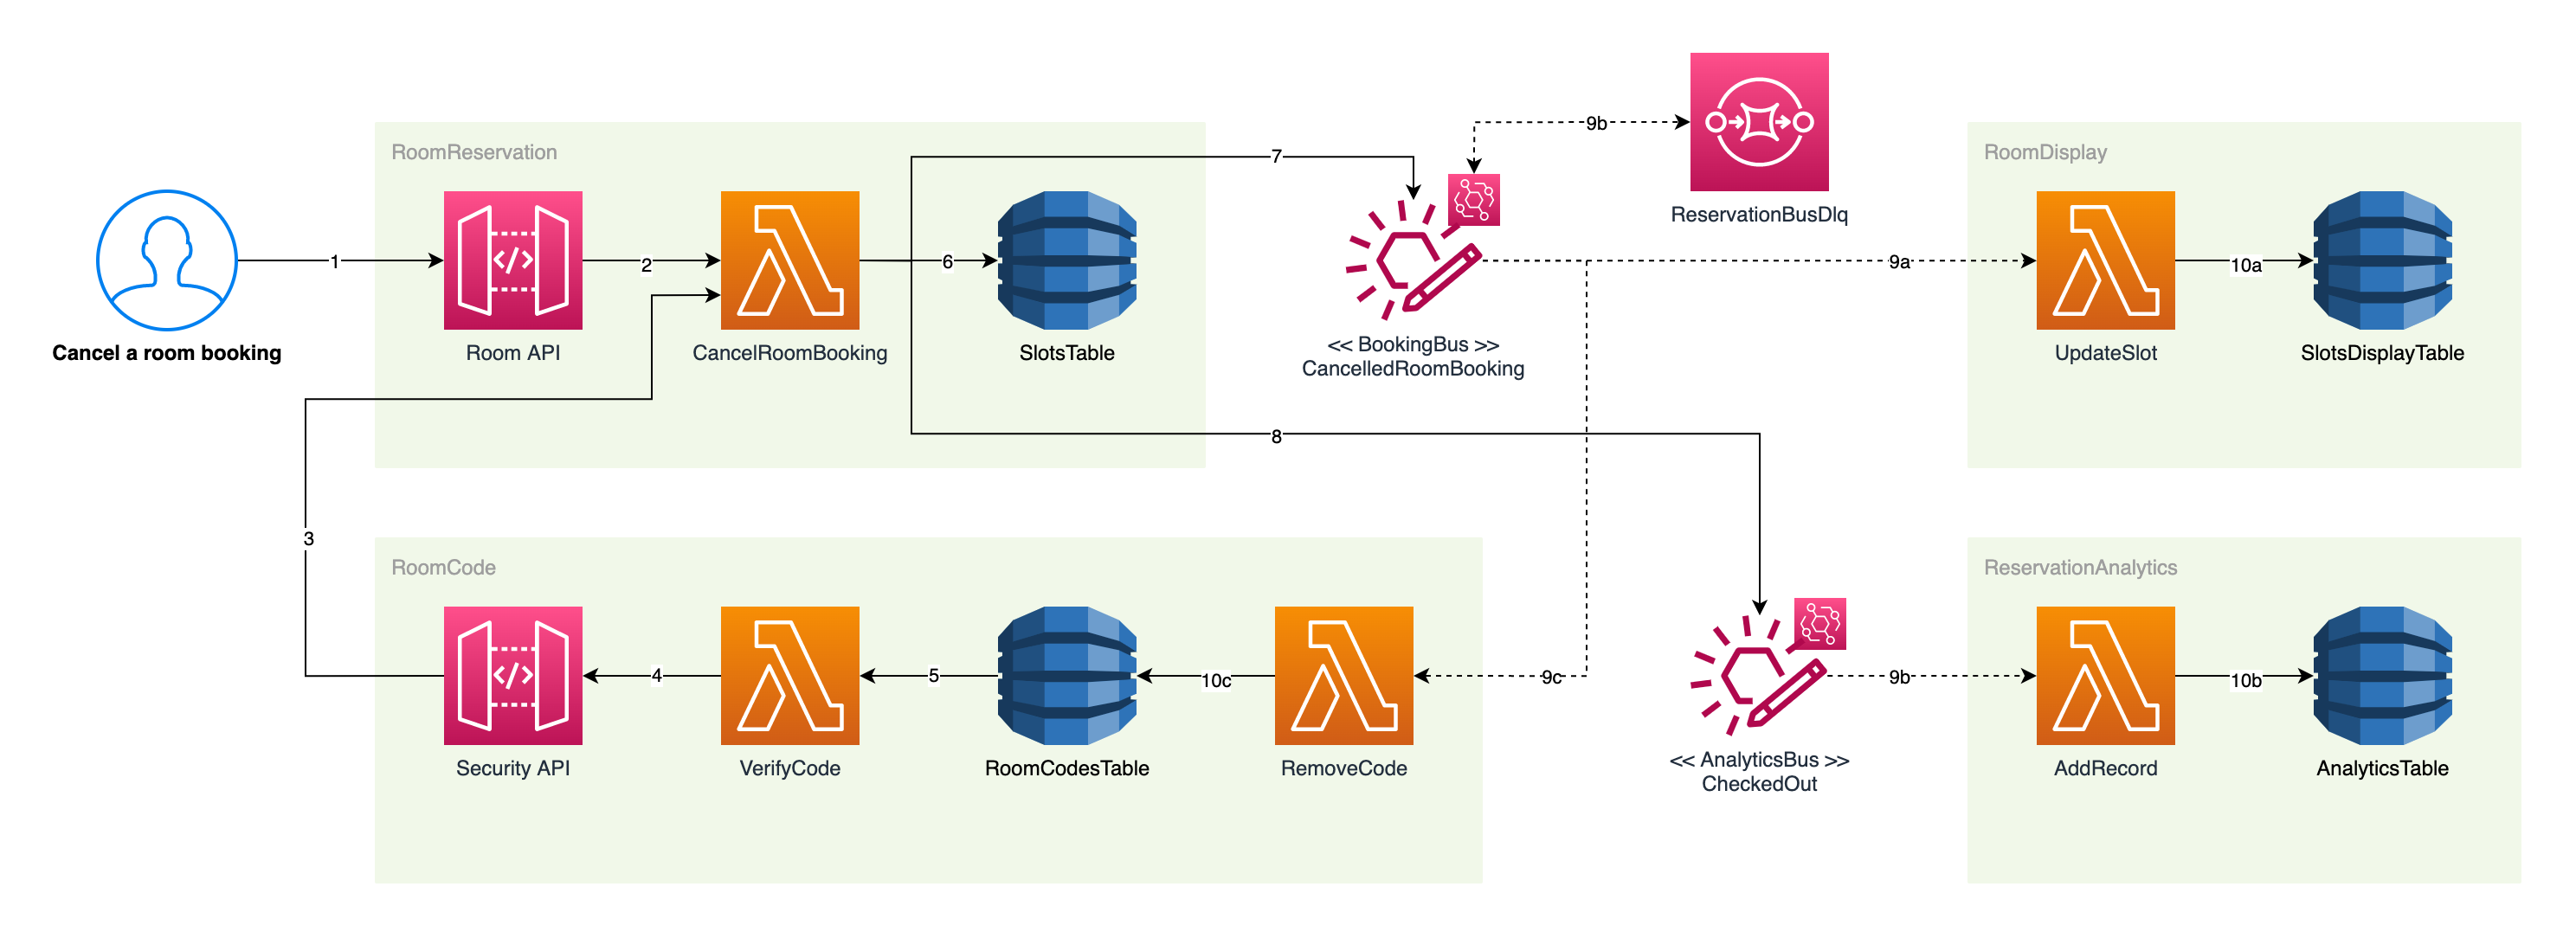 9b
RoomReservation
RoomDisplay
7
ReservationBusDlq
1
2
6
9a
10a
Cancel a room booking
Room API
CancelRoomBooking
SlotsTable
<< BookingBus >>
CancelledRoomBooking
UpdateSlot
SlotsDisplayTable
8
3
RoomCode
ReservationAnalytics
4
5
10c
9c
9b
10b
Security API
VerifyCode
RoomCodesTable
RemoveCode
<< AnalyticsBus >>
CheckedOut
AddRecord
AnalyticsTable